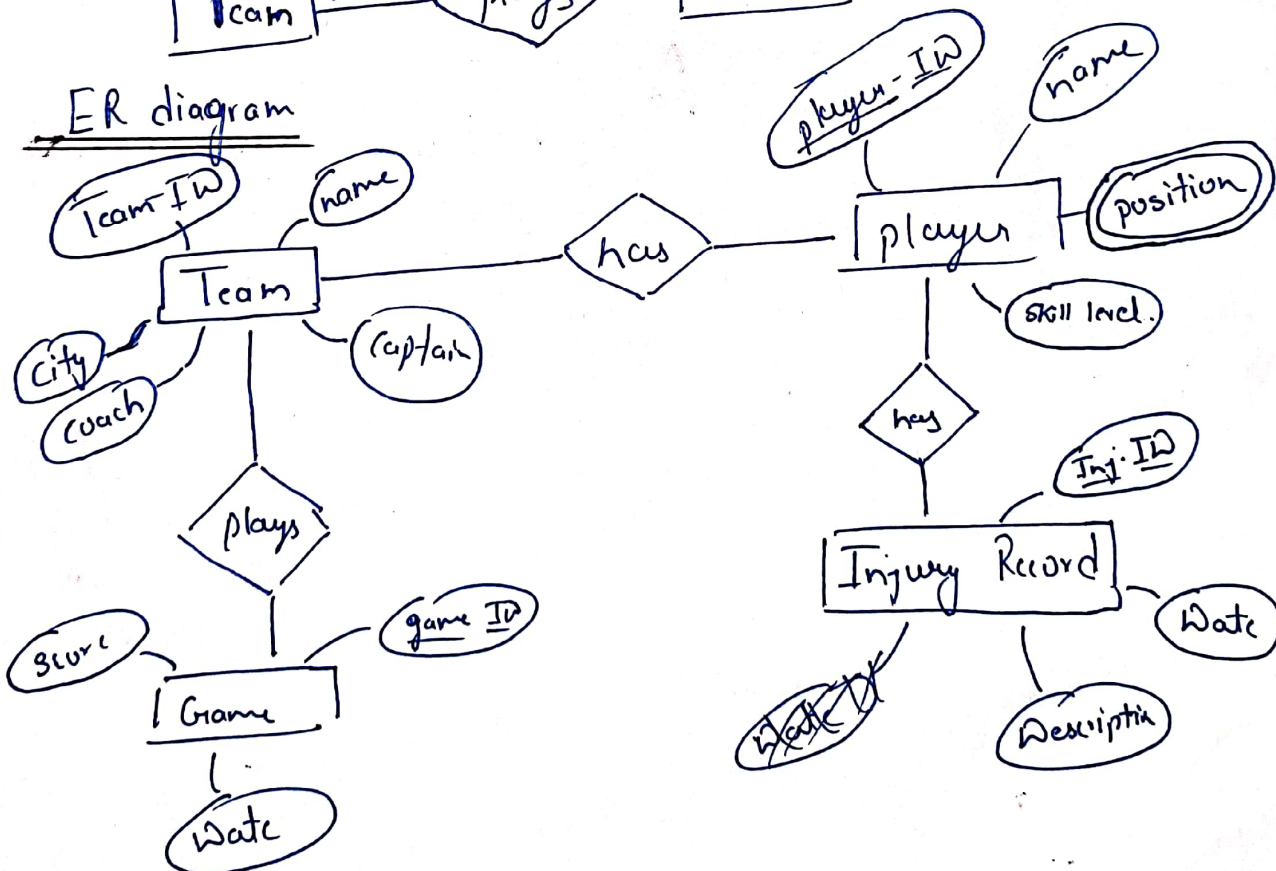 Team
ER diagram
player-ID
name
Team-ID
name
position
has
player
Team
skill level.
captain
city
coach
has
Inj. ID
plays
Injury Record
game ID
score
Date
Game
Descriptin
Date